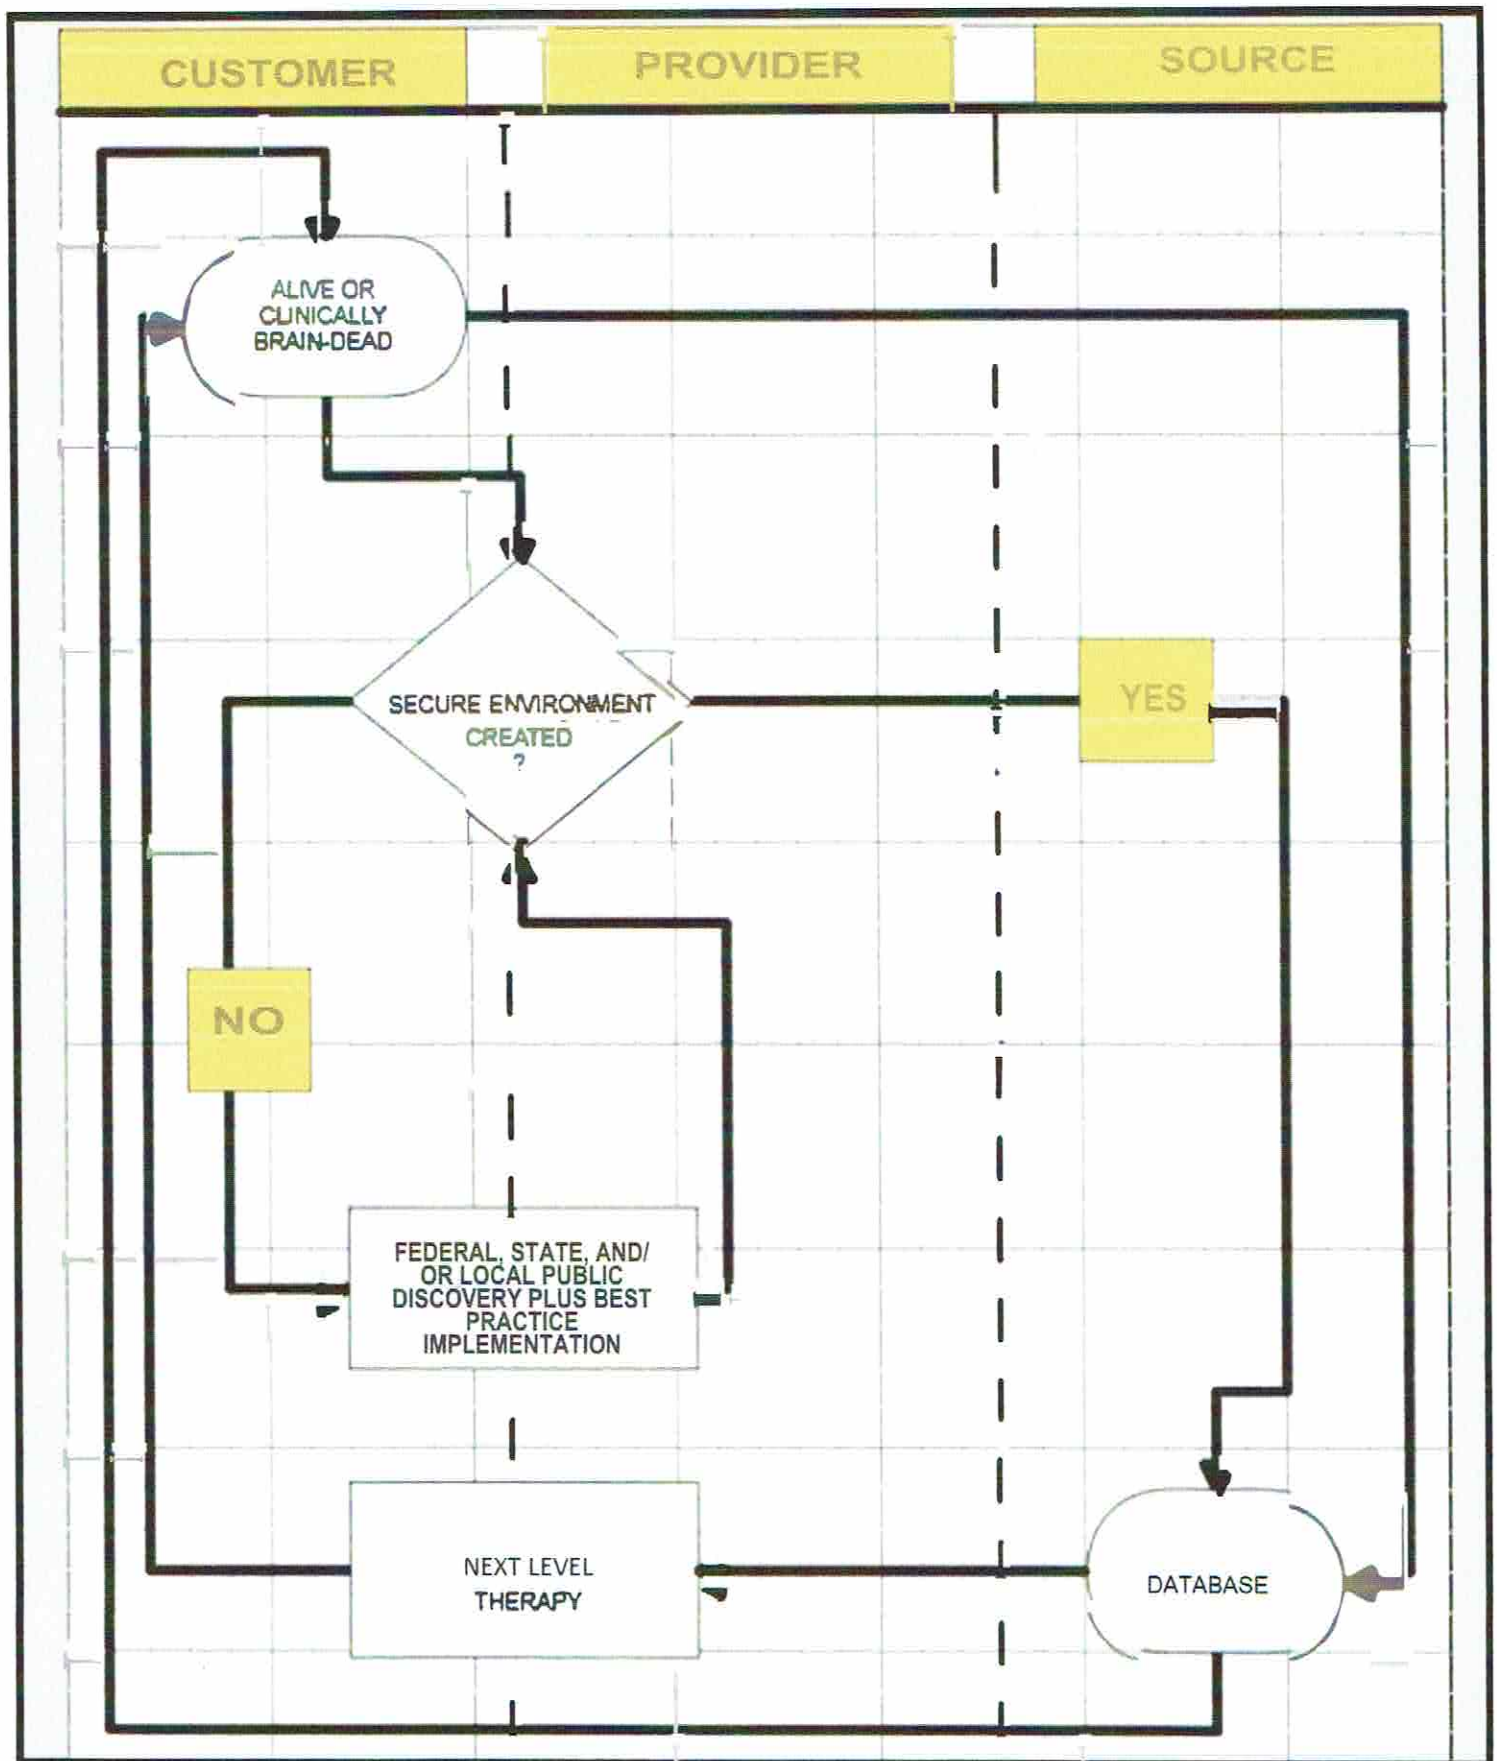 CUSTOMER
PROVIDER
SOURCE
ALIVE OR
CLINICALLY
BRAIN-DEAD
SECURE ENVIRONMENT
CREATED
?
YES
NO
FEDERAL, STATE, AND/
OR LOCAL PUBLIC
DISCOVERY PLUS BEST
PRACTICE
IMPLEMENTATION
NEXT LEVEL
THERAPY
DATABASE